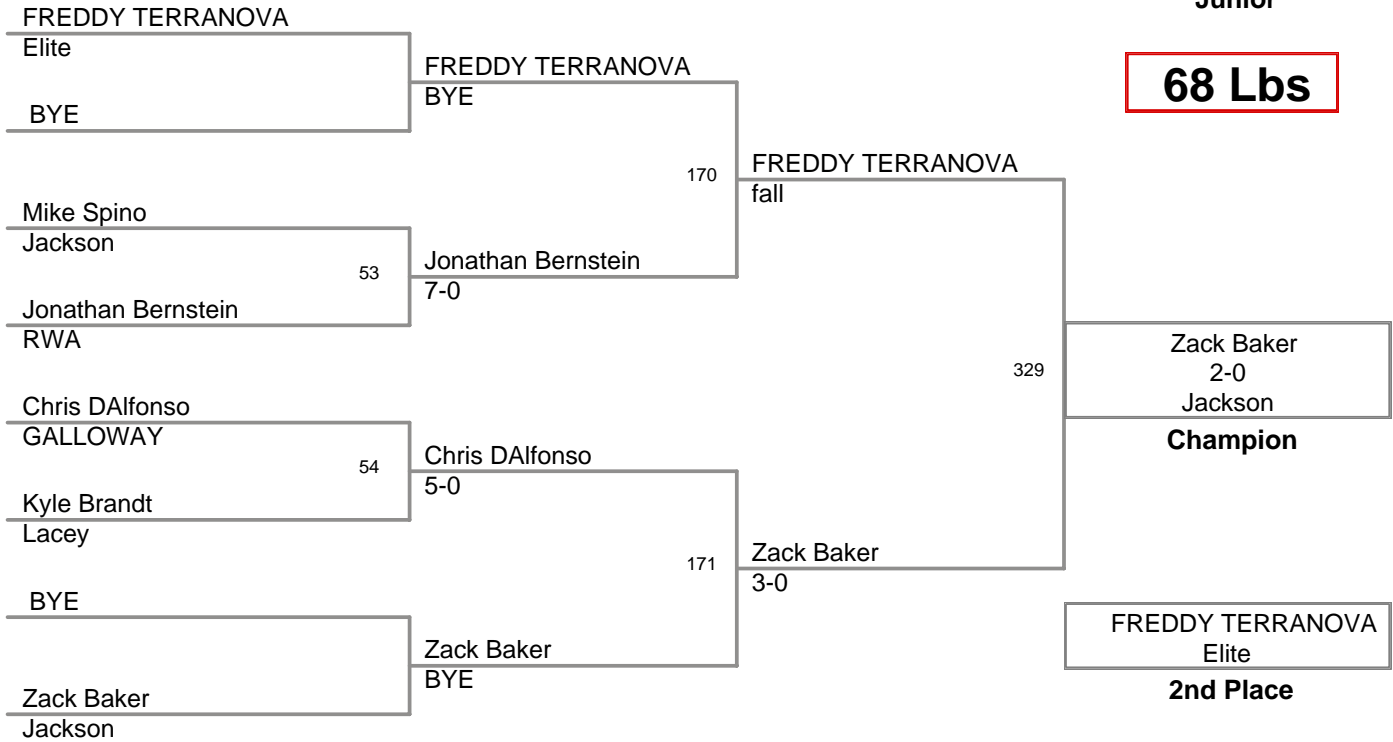 Junior
68 Lbs
FREDDY TERRANOVA
Elite
BYE
Mike Spino
Jackson
53
Jonathan Bernstein
RWA
Chris DAlfonso
GALLOWAY
54
Kyle Brandt
Lacey
BYE
Zack Baker
Jackson
FREDDY TERRANOVA
BYE
170
Jonathan Bernstein
7-0
Chris DAlfonso
5-0
171
Zack Baker
BYE
FREDDY TERRANOVA
fall
329
Zack Baker
3-0
Zack Baker
2-0
Jackson
Champion
FREDDY TERRANOVA
Elite
2nd Place